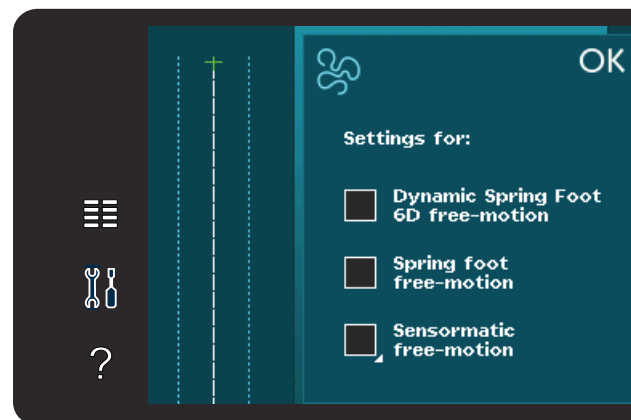 OK
Settings for:
Dynamic Spring Foot
6D free-motion
Spring foot
free-motion
Sensormatic
free-motion
?